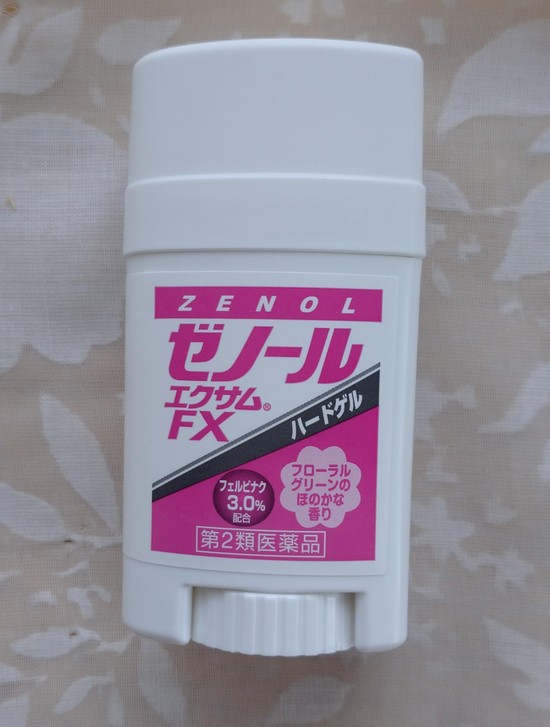 ZENOL
ゼノール
エクサム®
FX
ハードゲル
フェルビナク
3.0%
配合
フローラル
グリーンの
ほのかな
香り
第2類医薬品